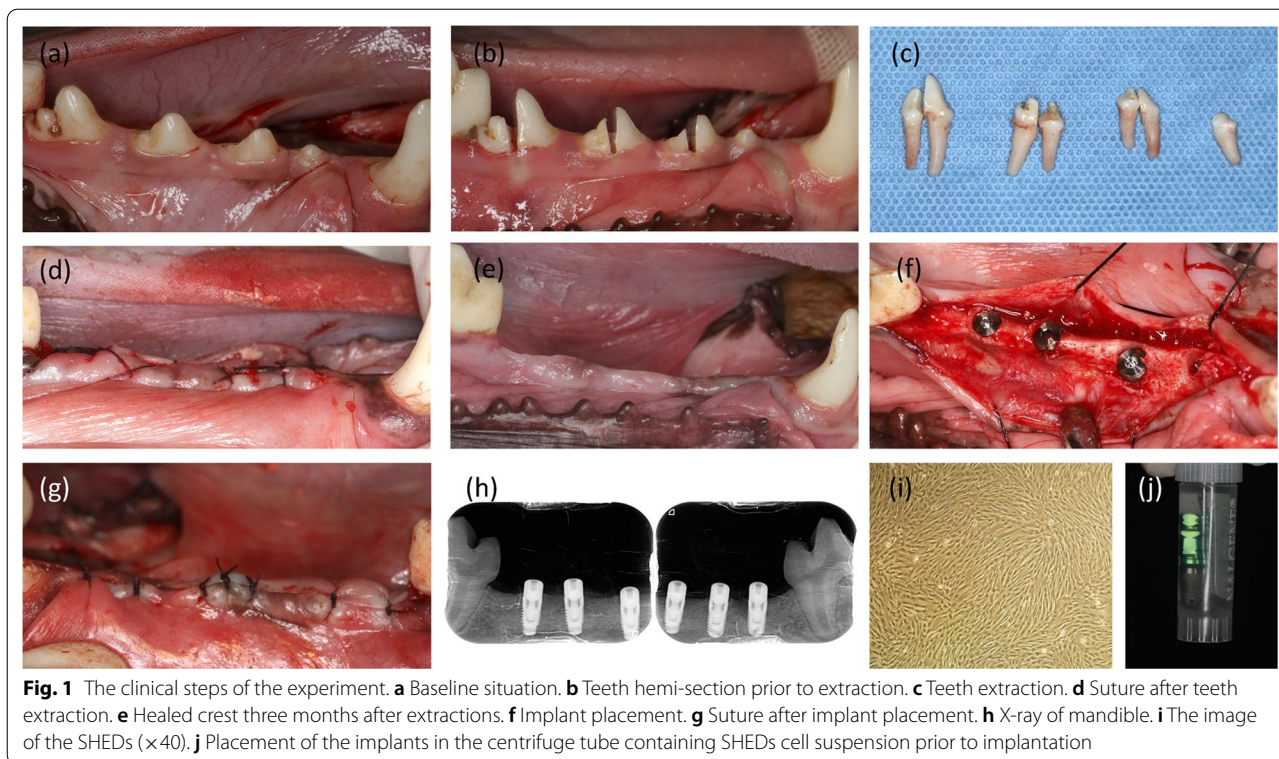 (a)
(b)
(c)
(d)
(e)
(f)
(g)
(h)
(i)
(j)
Fig. 1 The clinical steps of the experiment. a Baseline situation. b Teeth hemi-section prior to extraction. c Teeth extraction. d Suture after teeth
extraction. e Healed crest three months after extractions. f Implant placement. g Suture after implant placement. h X-ray of mandible. i The image
of the SHEDs (×40). j Placement of the implants in the centrifuge tube containing SHEDs cell suspension prior to implantation